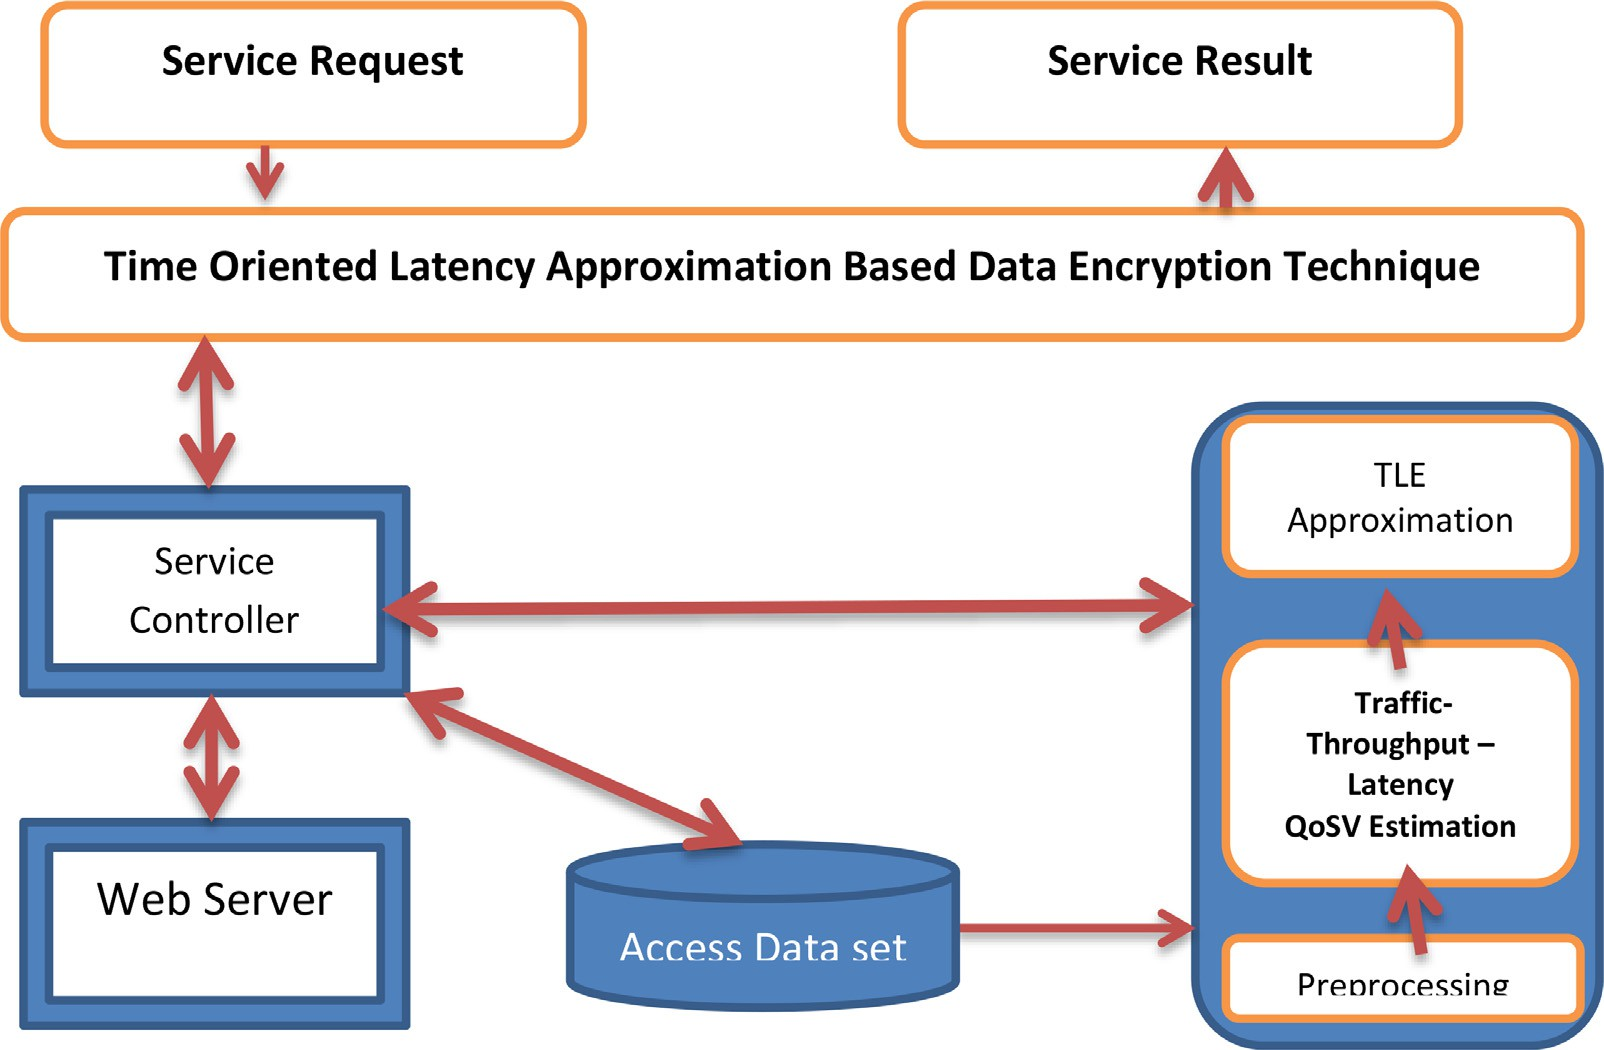 Service Request
Service Result
Time Oriented Latency Approximation Based Data Encryption Technique
TLE
Approximation
Service
Controller
Traffic-
Throughput –
Latency
QoSV Estimation
Web Server
Access Data set
Preprocessing